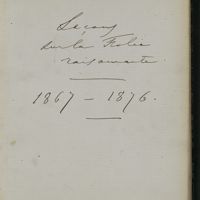 Leçons
sur la Folie
raisonnante.
1867 – 1876.